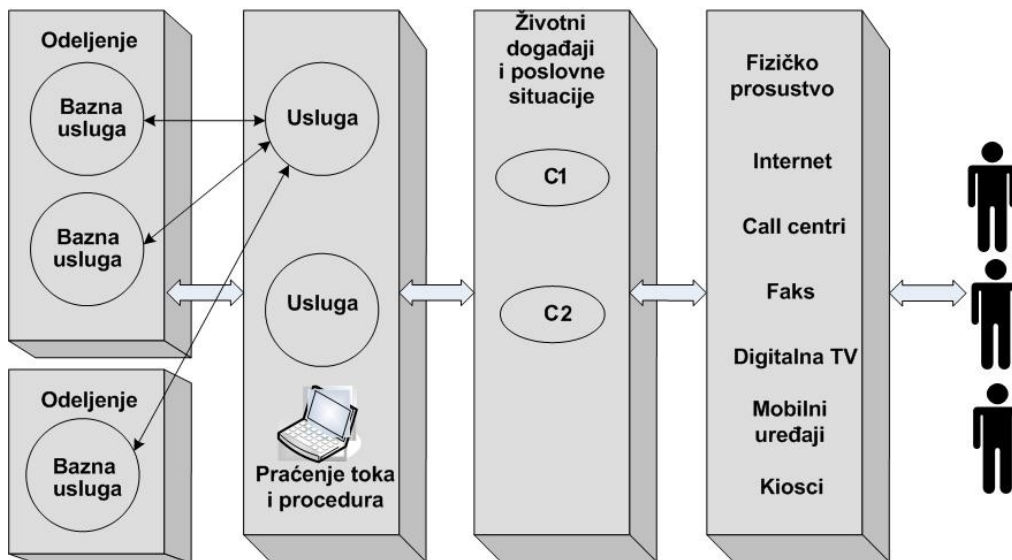 Odeljenje
Bazna
usluga
Bazna
usluga
Odeljenje
Bazna
usluga
Usluga
Usluga
Praćenje toka
i procedura
Životni
događaji
i poslovne
situacije
C1
C2
Fizičko
prosustvo
Internet
Call centri
Faks
Digitalna TV
Mobilni
uređaji
Kiosci